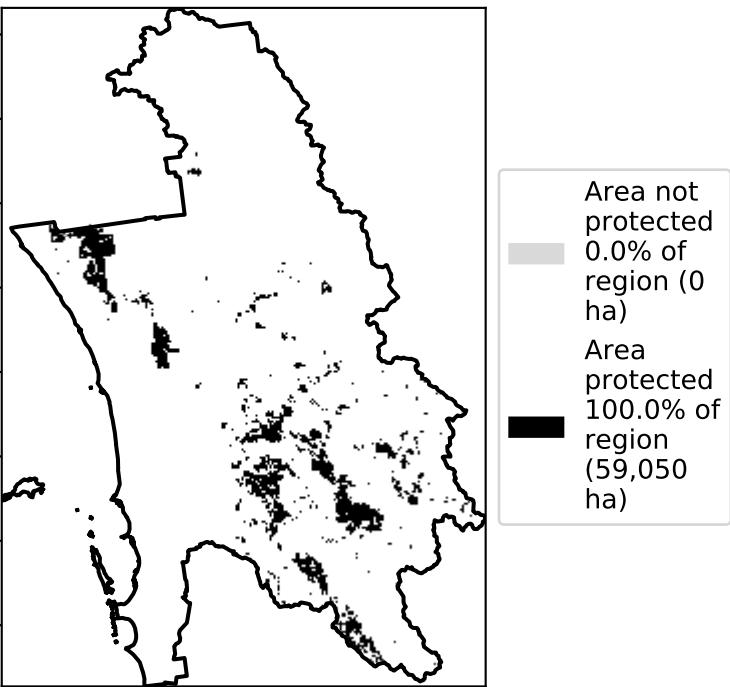 Area not
protected
0.0% of
region (0
ha)
Area
protected
100.0% of
region
(59,050
ha)